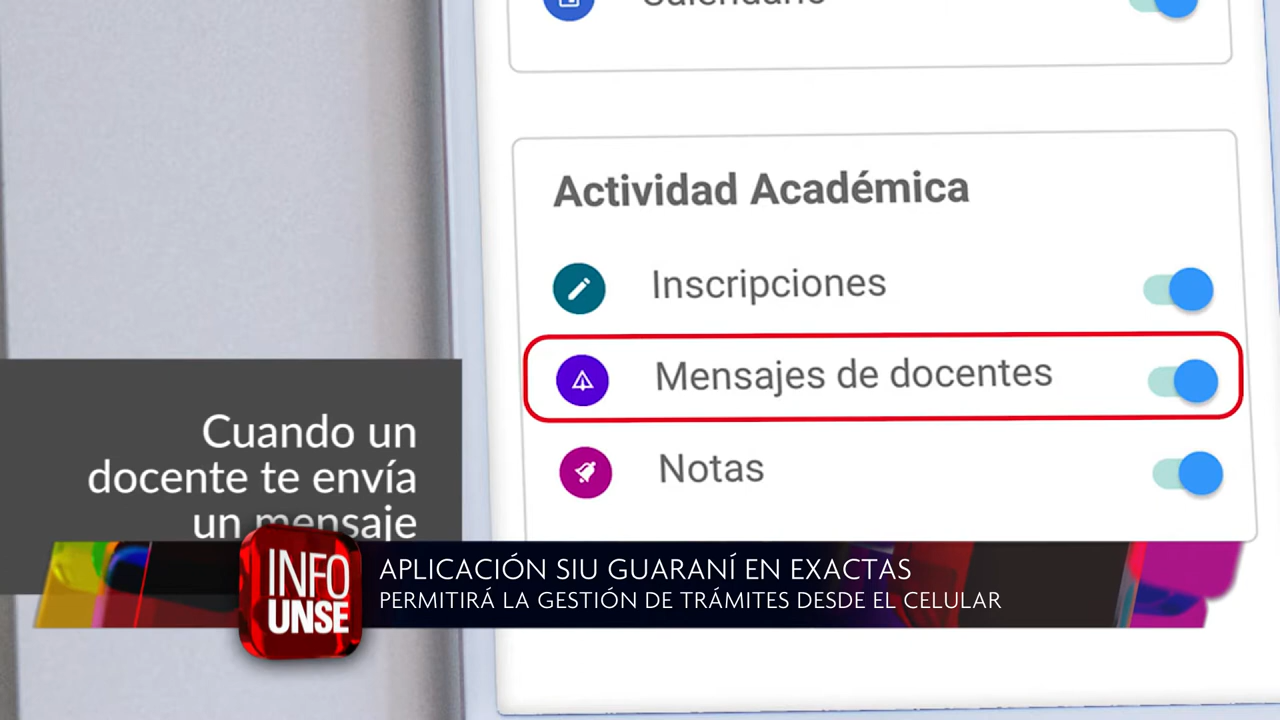 Calendario
Actividad Académica
Inscripciones
Mensajes de docentes
Notas
Cuando un
docente te envía
un mensaje
INFO
UNSE
APLICACIÓN SIU GUARANÍ EN EXACTAS
PERMITIRÁ LA GESTIÓN DE TRÁMITES DESDE EL CELULAR